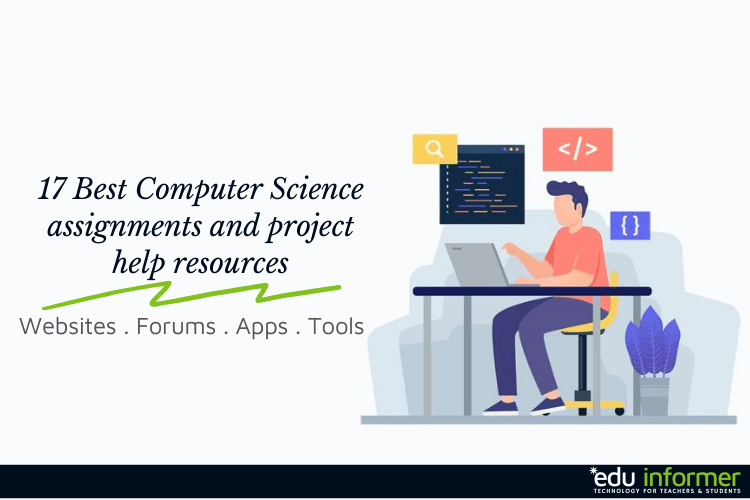 17 Best Computer Science
assignments and project
help resources
Websites . Forums . Apps . Tools
</>
{ }
edu informer
TECHNOLOGY FOR TEACHERS & STUDENTS